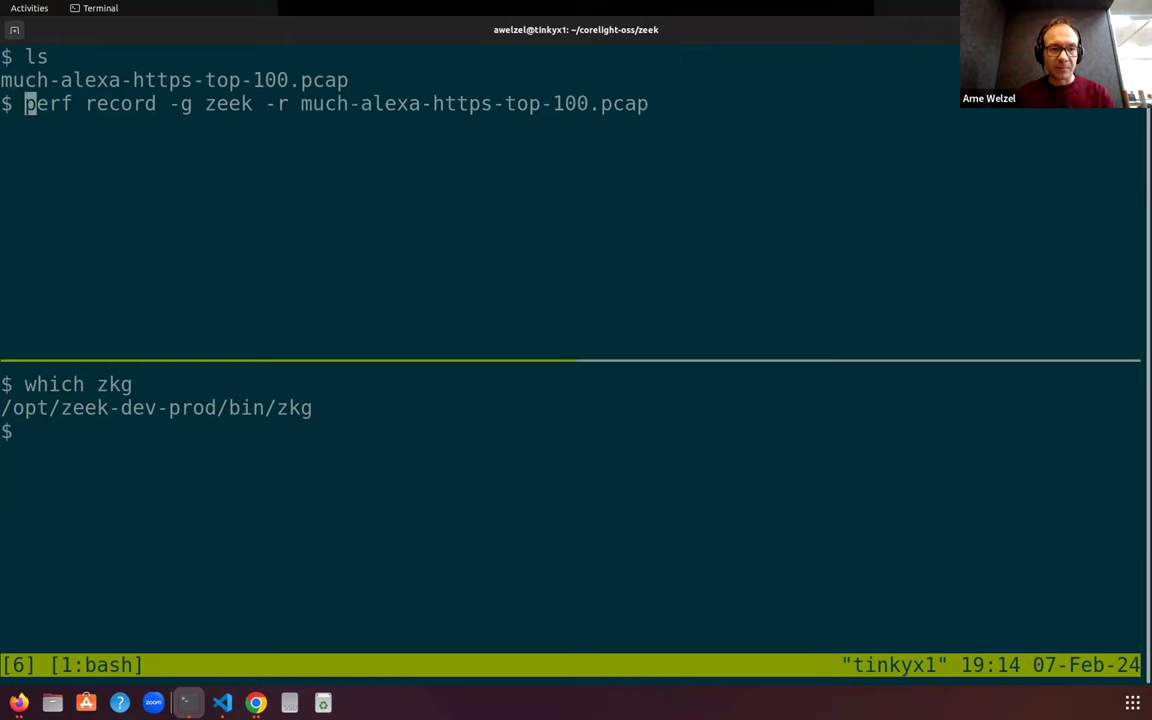 Activities
Terminal
awelzel@tinkyx1: ~/corelight-oss/zeek
Arne Welzel
$ ls
much-alexa-https-top-100.pcap
$ perf record -g zeek -r much-alexa-https-top-100.pcap
$ which zkg
/opt/zeek-dev-prod/bin/zkg
$
[6] [1:bash]
"tinkyx1" 19:14 07-Feb-24
zoom
SSD